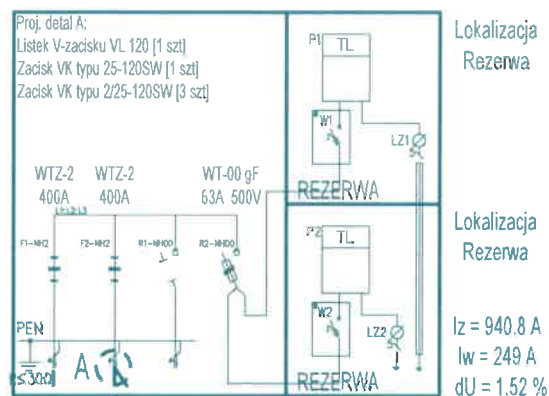 Proj. detal A:
Listek V-zacisku VL 120 [1 szt]
Zacisk VK typu 25-120SW [1 szt]
Zacisk VK typu 2/25-120SW [3 szt]
P1
TL
W1
LZ1
REZERWA
Lokalizacja
Rezerwa
WTZ-2
400A
WTZ-2
400A
WT-00 gF
63A 500V
L1-L2-L3
F1-NH2
F2-NH2
R1-NH00
R2-NH00
PEN
A
P2
TL
W2
LZ2
REZERWA
Lokalizacja
Rezerwa
Iz = 940.8 A
Iw = 249 A
dU = 1.52 %